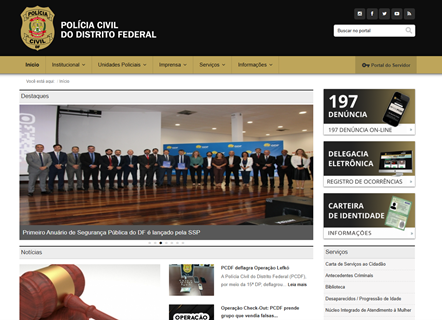 POLÍCIA
CIVIL
DF
POLÍCIA CIVIL
DO DISTRITO FEDERAL
Buscar no portal
Início
Institucional
Unidades Policiais
Imprensa
Serviços
Informações
Portal do Servidor
Você está aqui:
Início
Destaques
Primeiro Anuário de Segurança Pública do DF é lançado pela SSP
Notícias
PCDF deflagra Operação Lefkó
A Polícia Civil do Distrito Federal (PCDF),
por meio da 15ª DP, deflagrou...
Leia mais
OPERAÇÃO
Operação Check-Out: PCDF prende
grupo que vendia falsas...
197
DENÚNCIA
197 DENÚNCIA ON-LINE
DELEGACIA
ELETRÔNICA
REGISTRO DE OCORRÊNCIAS
CARTEIRA
DE IDENTIDADE
INFORMAÇÕES
Serviços
Carta de Serviços ao Cidadão
Antecedentes Criminais
Biblioteca
Desaparecidos / Progressão de Idade
Núcleo Integrado de Atendimento à Mulher